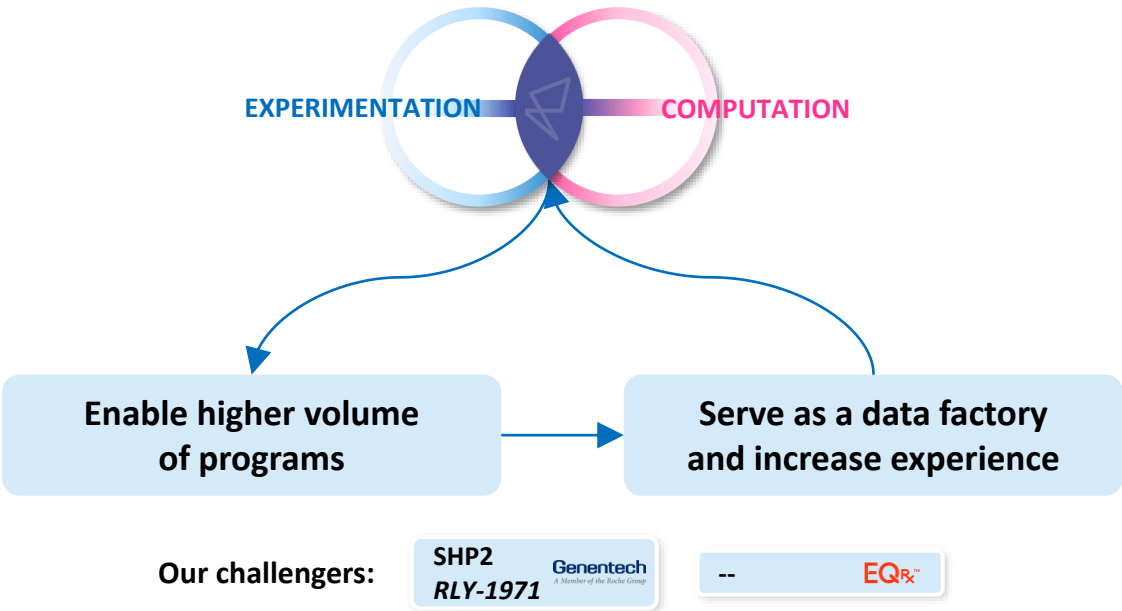 EXPERIMENTATION
COMPUTATION
Enable higher volume
of programs
Serve as a data factory
and increase experience
Our challengers:
SHP2
RLY-1971
Genentech
A Member of the Roche Group
--
EQRx™